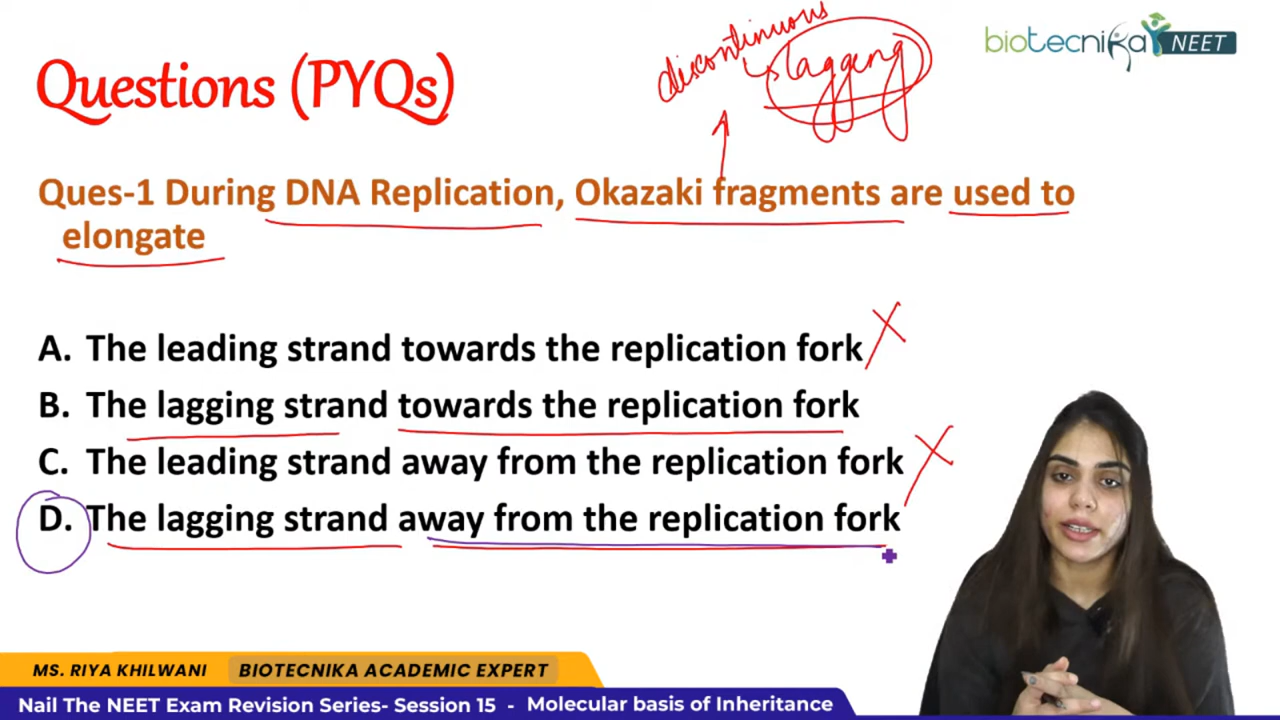 discontinuous
lagging
biotecnika NEET
Questions (PYQs)
Ques-1 During DNA Replication, Okazaki fragments are used to
elongate
A. The leading strand towards the replication fork
B. The lagging strand towards the replication fork
C. The leading strand away from the replication fork
D. The lagging strand away from the replication fork
MS. RIYA KHILWANI BIOTECNIKA ACADEMIC EXPERT
Nail The NEET Exam Revision Series- Session 15 - Molecular basis of Inheritance